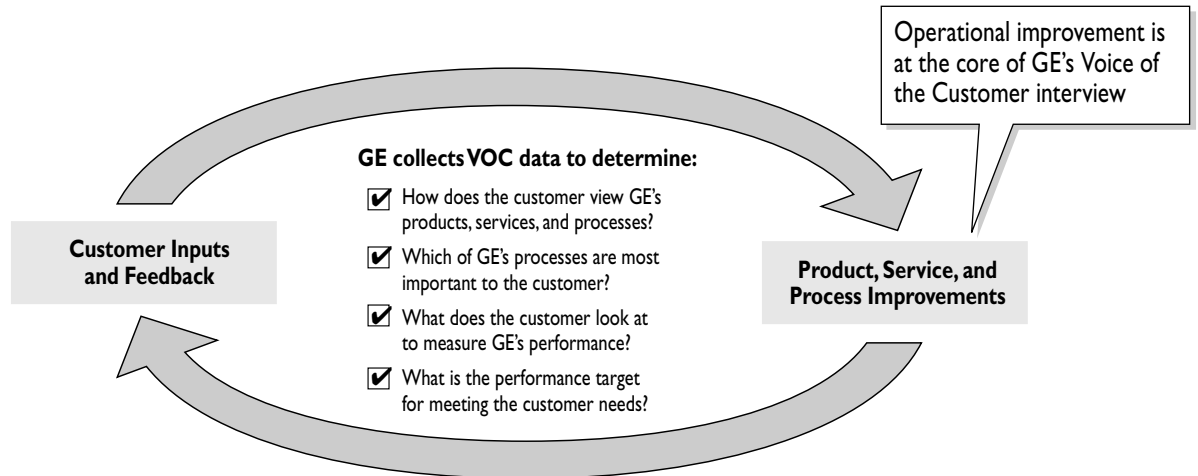 Operational improvement is
at the core of GE's Voice of
the Customer interview
GE collects VOC data to determine:
How does the customer view GE's
products, services, and processes?
Which of GE's processes are most
important to the customer?
What does the customer look at
to measure GE's performance?
What is the performance target
for meeting the customer needs?
Customer Inputs
and Feedback
Product, Service, and
Process Improvements